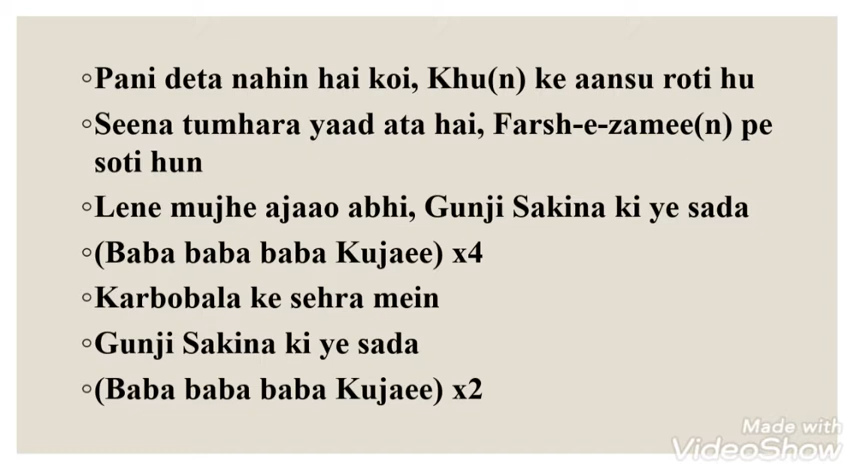 ◦Pani deta nahin hai koi, Khu(n) ke aansu roti hu
◦Seena tumhara yaad ata hai, Farsh-e-zamee(n) pe
soti hun
◦Lene mujhe ajaao abhi, Gunji Sakina ki ye sada
◦(Baba baba baba Kujaee) x4
◦Karbobala ke sehra mein
◦Gunji Sakina ki ye sada
◦(Baba baba baba Kujaee) x2
Made with
VideoShow